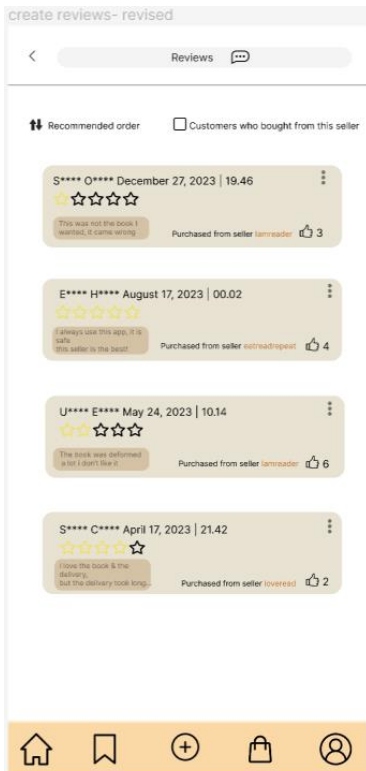 create reviews- revised
Reviews
Recommended order
Customers who bought from this seller
S**** O**** December 27, 2023 | 19.46
This was not the book I
wanted, it came wrong
Purchased from seller Iamreader 3
E**** H**** August 17, 2023 | 00.02
I always use this app, it is
safe
this seller is the best!
Purchased from seller eatreadrepeat 4
U**** E**** May 24, 2023 | 10.14
The book was deformed
a lot I don't like it
Purchased from seller Iamreader 6
S**** C**** April 17, 2023 | 21.42
I love the book & the
delivery,
but the delivery took long...
Purchased from seller loveread 2